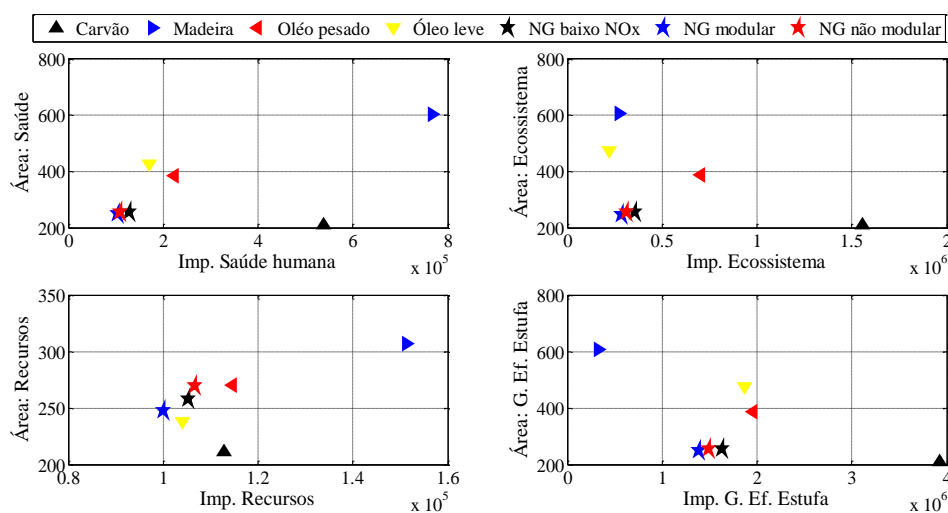 Carvão Madeira Oléo pesado Óleo leve NG baixo NOx NG modular NG não modular
800
600
400
200
Área: Saúde
0 2 4 6 8
Imp. Saúde humana
x 10^5
800
600
400
200
Área: Ecossistema
0 0.5 1 1.5 2
Imp. Ecossistema
x 10^6
350
300
250
200
Área: Recursos
0.8 1 1.2 1.4 1.6
Imp. Recursos
x 10^5
800
600
400
200
Área: G. Ef. Estufa
0 1 2 3 4
Imp. G. Ef. Estufa
x 10^6